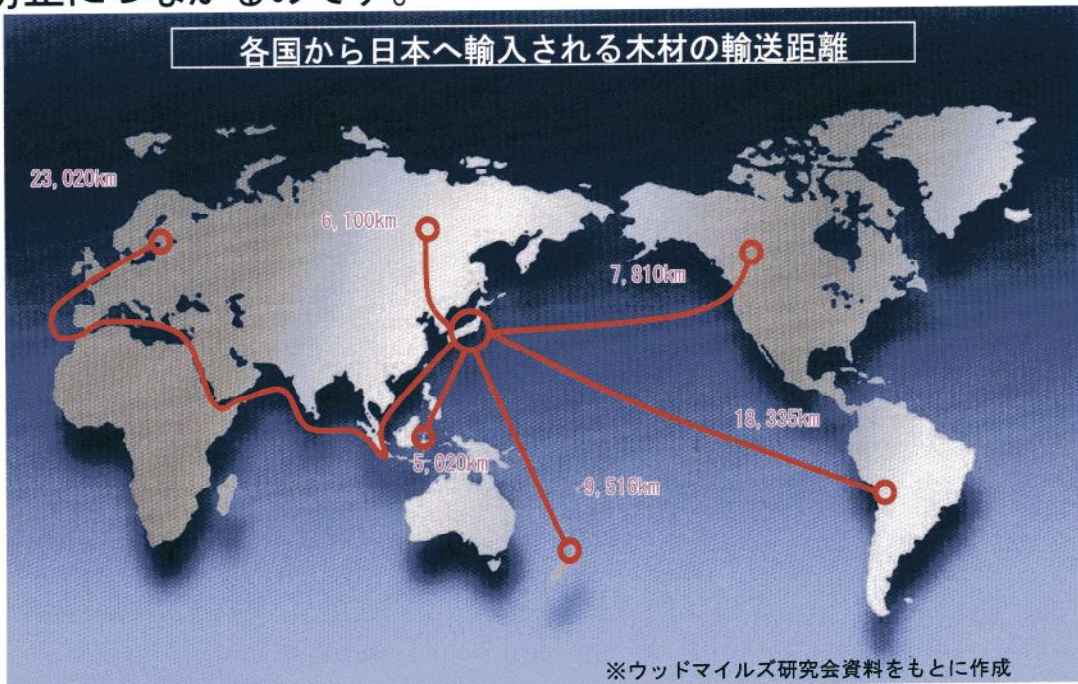 各国から日本へ輸入される木材の輸送距離
23,020km
6,100km
7,810km
18,335km
5,620km
9,516km
※ウッドマイルズ研究会資料をもとに作成